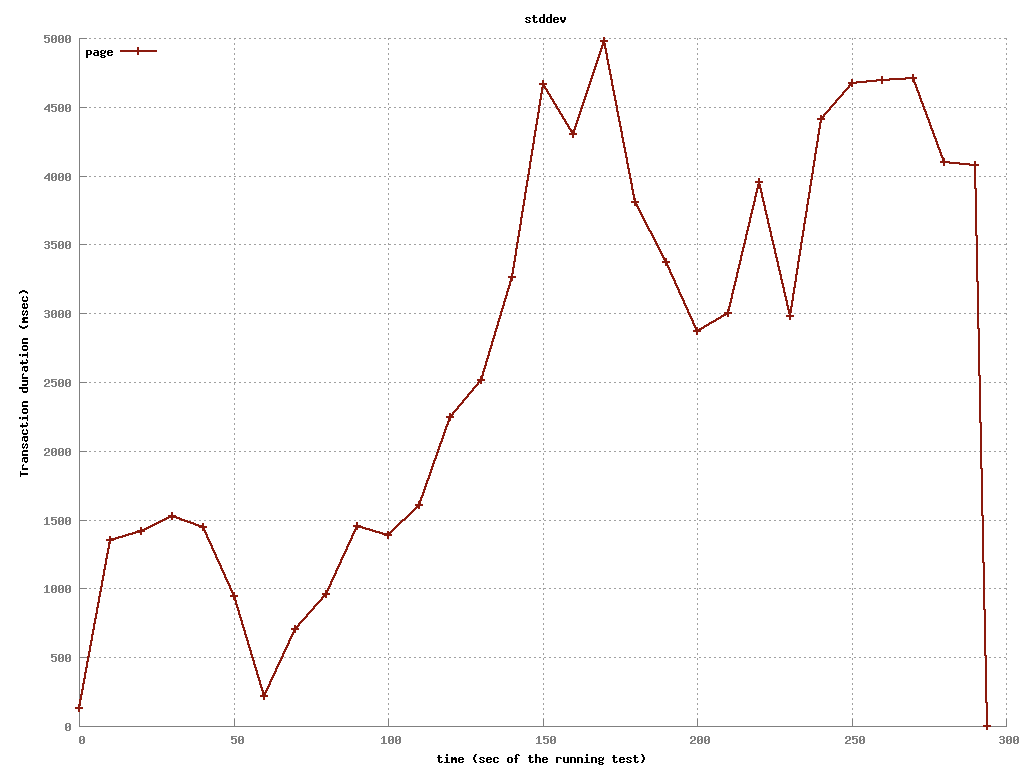 stddev
page
5000
4500
4000
3500
3000
2500
2000
1500
1000
500
0
Transaction duration (msec)
0 50 100 150 200 250 300
time (sec of the running test)